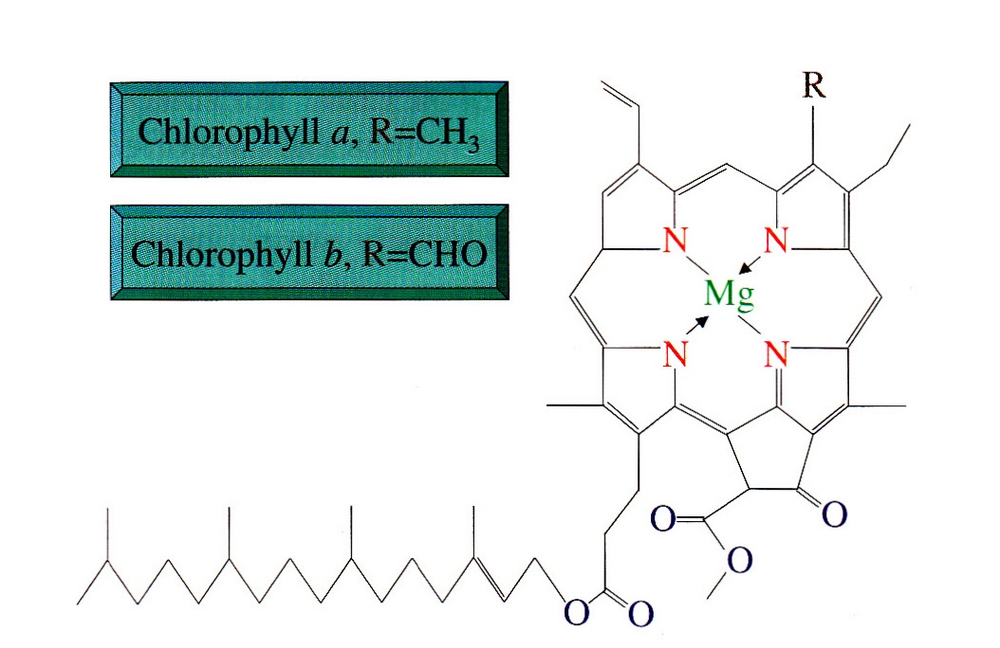 Chlorophyll a, R=CH₃
Chlorophyll b, R=CHO
R
N
N
Mg
N
N
O
O
O
O
O